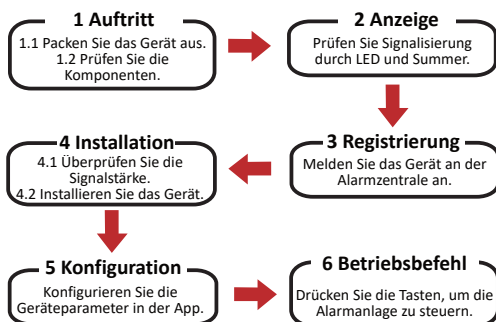 1 Auftritt
1.1 Packen Sie das Gerät aus.
1.2 Prüfen Sie die
Komponenten.
2 Anzeige
Prüfen Sie Signalisierung
durch LED und Summer.
3 Registrierung
Melden Sie das Gerät an der
Alarmzentrale an.
4 Installation
4.1 Überprüfen Sie die
Signalstärke.
4.2 Installieren Sie das Gerät.
5 Konfiguration
Konfigurieren Sie die
Geräteparameter in der App.
6 Betriebsbefehl
Drücken Sie die Tasten, um die
Alarmanlage zu steuern.